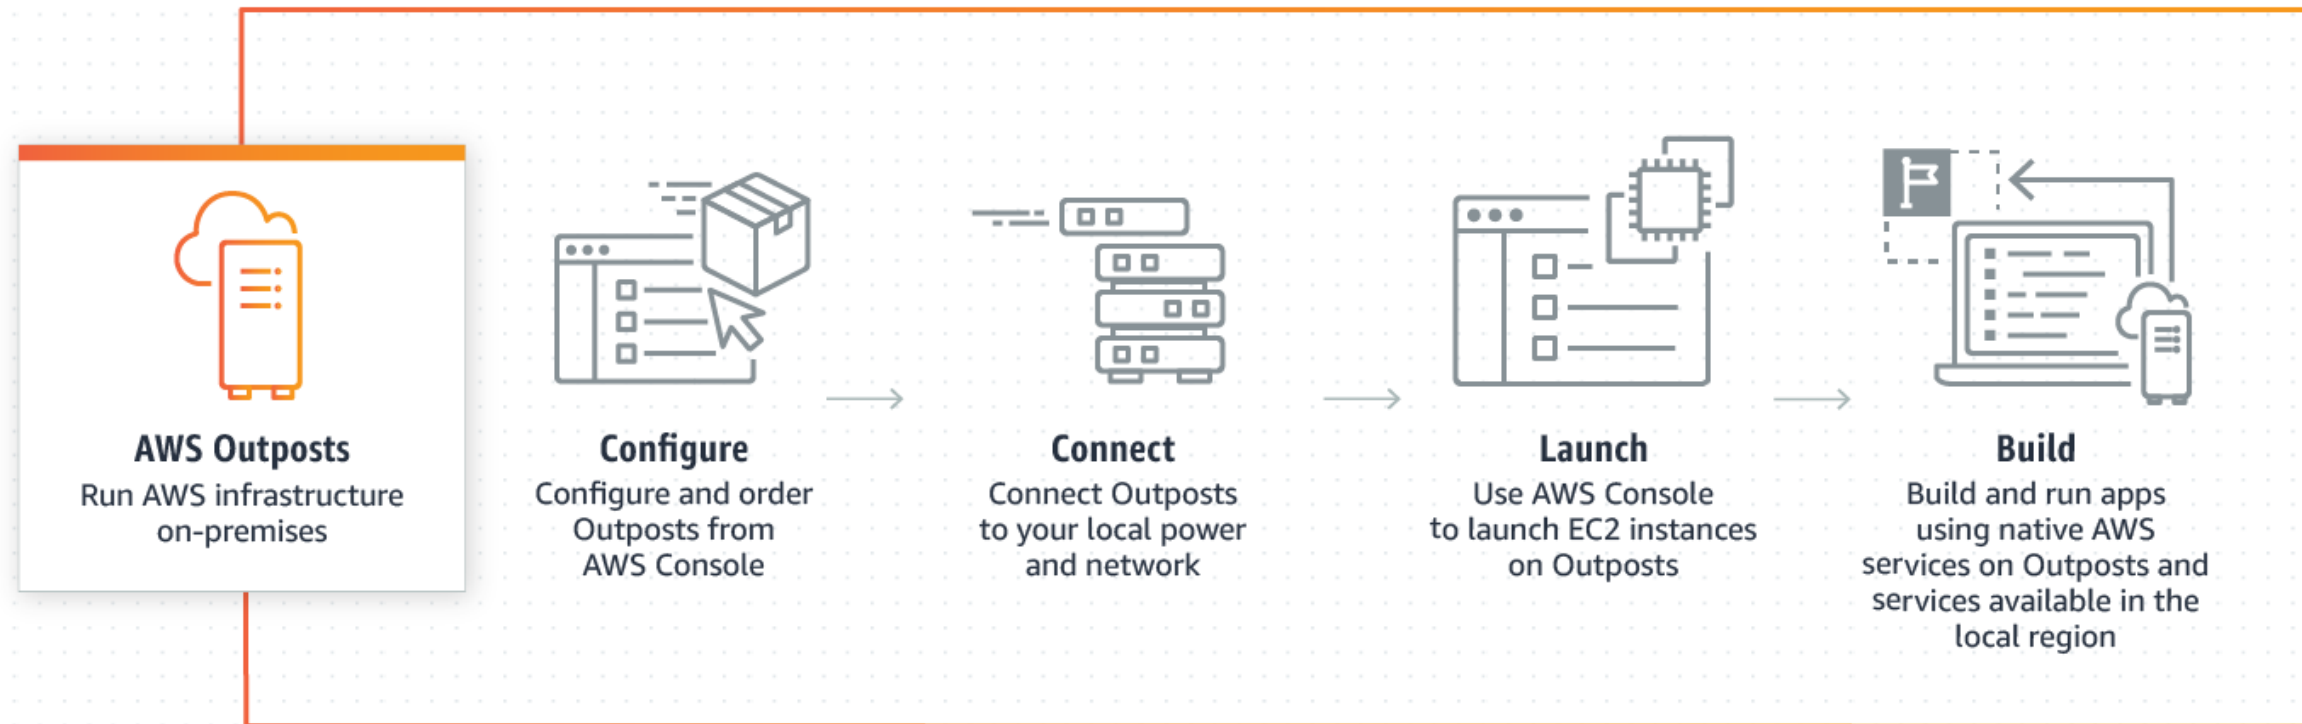 AWS Outposts
Run AWS infrastructure
on-premises
Configure
Configure and order
Outposts from
AWS Console
Connect
Connect Outposts
to your local power
and network
Launch
Use AWS Console
to launch EC2 instances
on Outposts
Build
Build and run apps
using native AWS
services on Outposts and
services available in the
local region